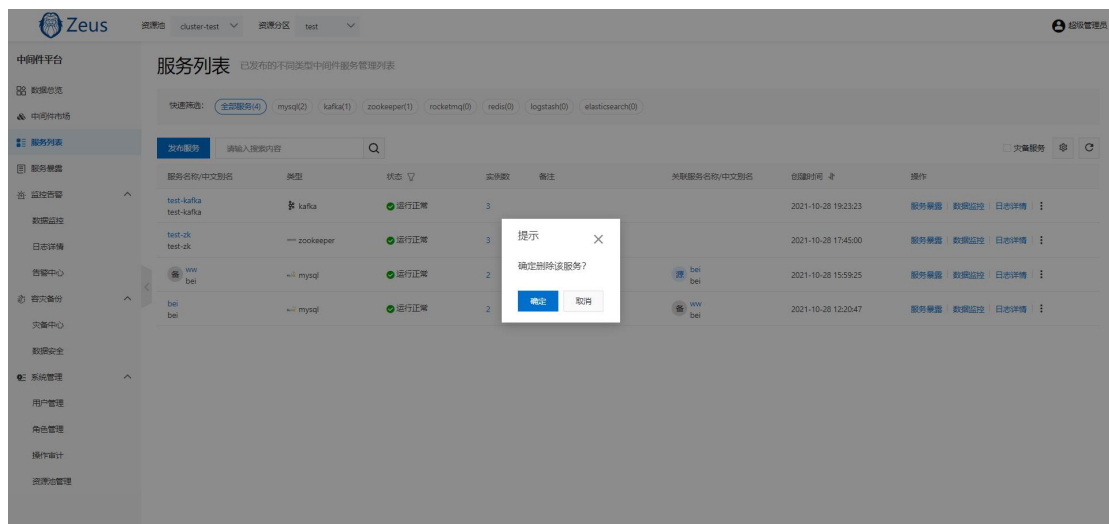 Zeus 资源池 cluster-test 资源分区 test 超级管理员
中间件平台
数据总览
中间件市场
服务列表
服务暴露
监控告警
数据监控
日志详情
告警中心
容灾备份
灾备中心
数据安全
系统管理
用户管理
角色管理
操作审计
资源池管理
服务列表 已发布的不同类型中间件服务管理列表
快速筛选: 全部服务(4) mysql(2) kafka(1) zookeeper(1) rocketmq(0) redis(0) logstash(0) elasticsearch(0)
发布服务 请输入搜索内容 灾备服务
服务名称/中文别名 类型 状态 实例数 备注 关联服务名称/中文别名 创建时间 操作
test-kafka kafka 运行正常 3 2021-10-28 19:23:23 服务暴露 数据监控 日志详情
test-kafka
test-zk zookeeper 运行正常 3 2021-10-28 17:45:00 服务暴露 数据监控 日志详情
test-zk
备 ww mysql 运行正常 2 源 bei 2021-10-28 15:59:25 服务暴露 数据监控 日志详情
bei bei
bei mysql 运行正常 2 备 ww 2021-10-28 12:20:47 服务暴露 数据监控 日志详情
bei bei
提示
确定删除该服务?
确定 取消